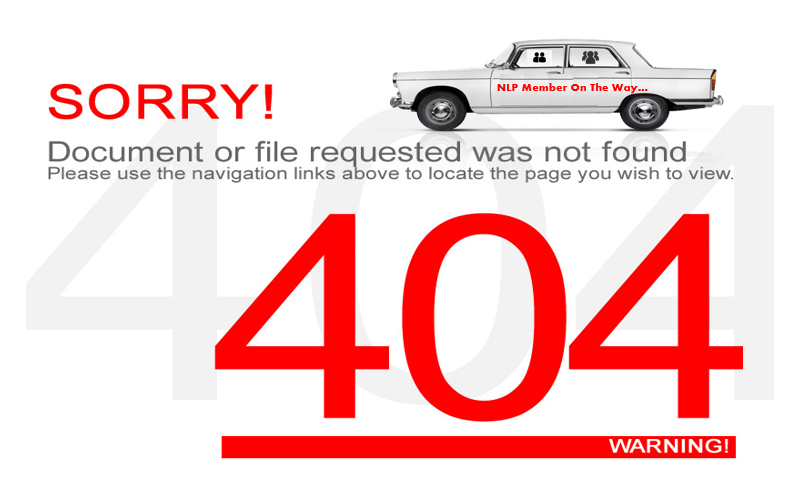 NLP Member On The Way...
SORRY!
Document or file requested was not found
Please use the navigation links above to locate the page you wish to view.
404
404
WARNING!